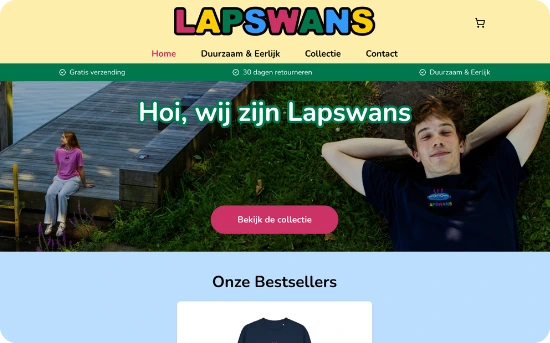 LAPSWANS
Home Duurzaam & Eerlijk Collectie Contact
Gratis verzending 30 dagen retourneren Duurzaam & Eerlijk
Hoi, wij zijn Lapswans
LAPSWANS
Bekijk de collectie
Onze Bestsellers